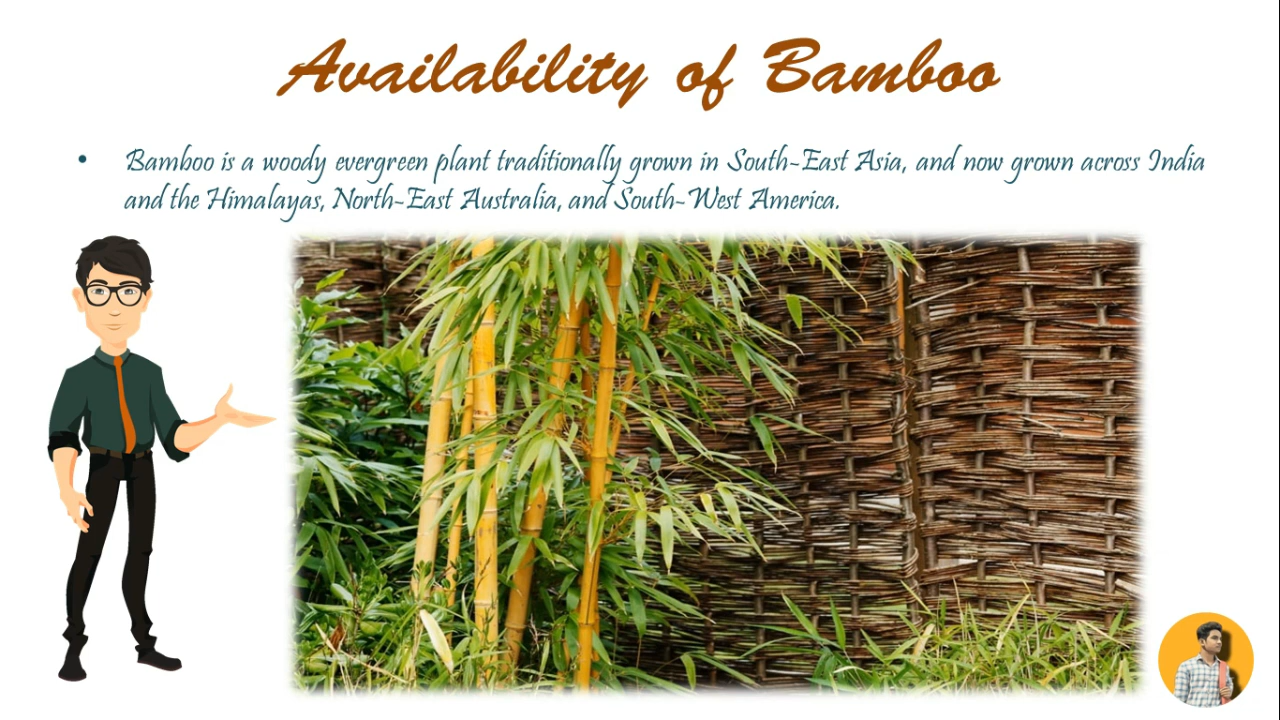 Availability of Bamboo
• Bamboo is a woody evergreen plant traditionally grown in South-East Asia, and now grown across India
and the Himalayas, North-East Australia, and South-West America.